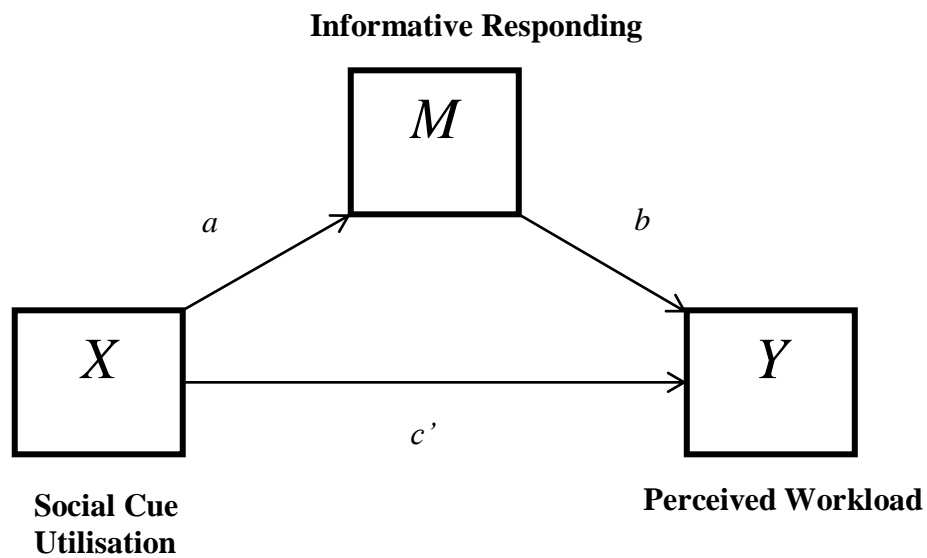 Informative Responding
M
a
b
X
Y
c’
Social Cue
Utilisation
Perceived Workload